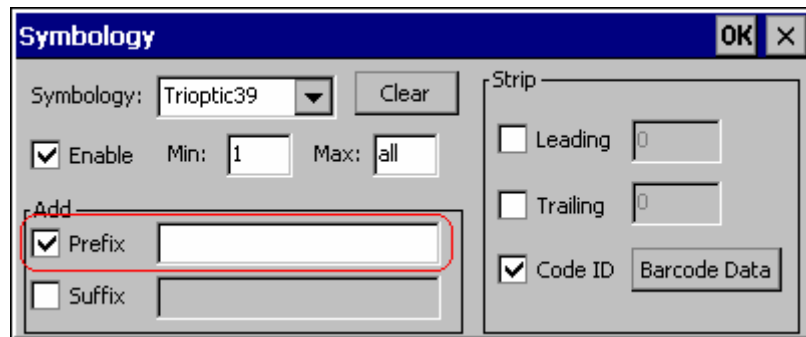 Symbology OK
Symbology: Trioptic39 Clear
Enable Min: 1 Max: all
Add
Prefix
Suffix
Strip
Leading 0
Trailing 0
Code ID Barcode Data